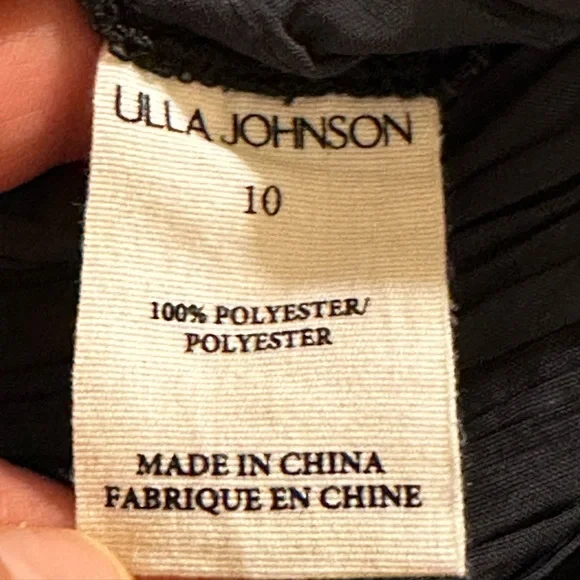 ULLA JOHNSON
10
100% POLYESTER/
POLYESTER
MADE IN CHINA
FABRIQUE EN CHINE